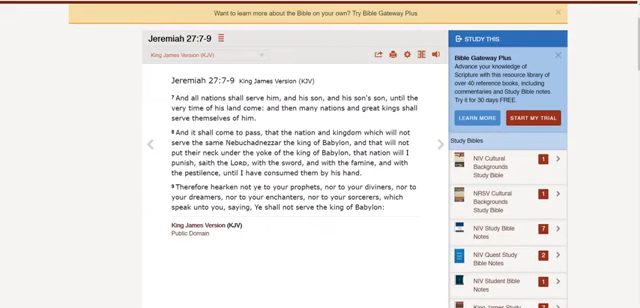 Want to learn more about the Bible on your own? Try Bible Gateway Plus
Jeremiah 27:7-9
King James Version (KJV)
Jeremiah 27:7-9 King James Version (KJV)
7 And all nations shall serve him, and his son, and his son's son, until the
very time of his land come: and then many nations and great kings shall
serve themselves of him.
8 And it shall come to pass, that the nation and kingdom which will not
serve the same Nebuchadnezzar the king of Babylon, and that will not
put their neck under the yoke of the king of Babylon, that nation will I
punish, saith the LORD, with the sword, and with the famine, and with
the pestilence, until I have consumed them by his hand.
9 Therefore hearken not ye to your prophets, nor to your diviners, nor to
your dreamers, nor to your enchanters, nor to your sorcerers, which
speak unto you, saying, Ye shall not serve the king of Babylon:
King James Version (KJV)
Public Domain
STUDY THIS
Bible Gateway Plus
Advance your knowledge of
Scripture with this resource library of
over 40 reference books, including
commentaries and Study Bible notes.
Try it for 30 days FREE.
LEARN MORE
START MY TRIAL
Study Bibles
NIV Cultural
Backgrounds
Study Bible
1
NRSV Cultural
Backgrounds
Study Bible
1
NIV Study Bible
Notes
7
NIV Quest Study
Bible Notes
2
NIV Student Bible
Notes
1
King James Study